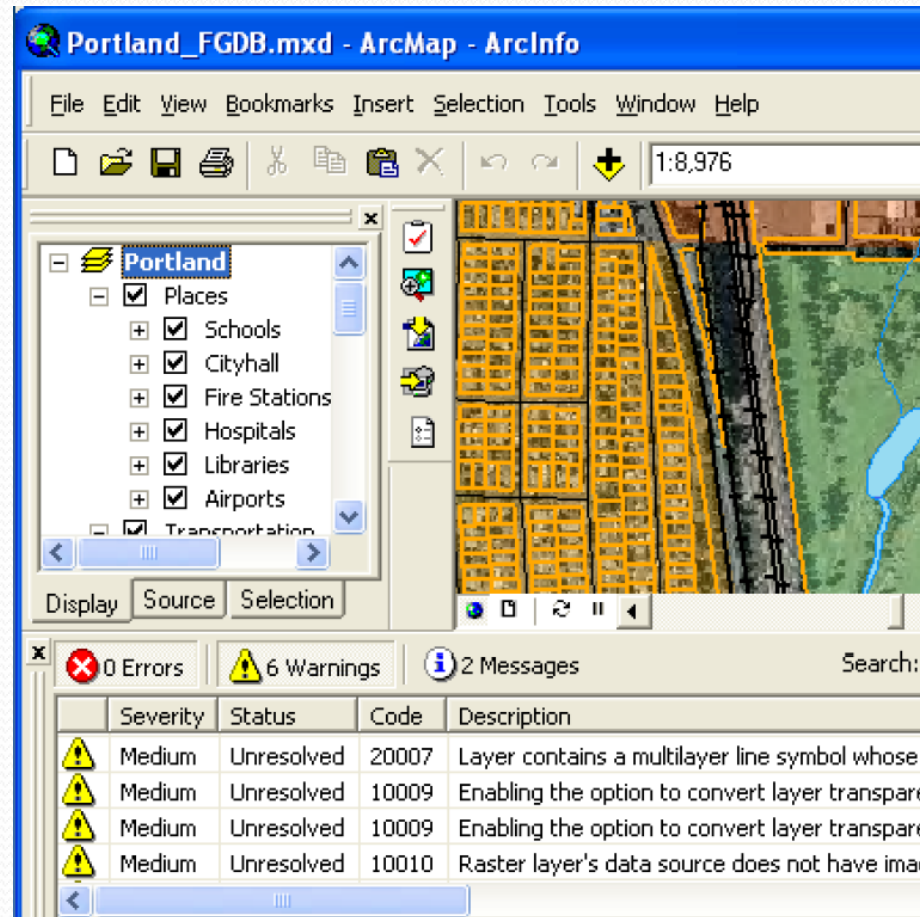 Portland_FGDB.mxd - ArcMap - ArcInfo
File Edit View Bookmarks Insert Selection Tools Window Help
1:8,976
Portland
Places
Schools
Cityhall
Fire Stations
Hospitals
Libraries
Airports
Transportation
Display Source Selection
0 Errors 6 Warnings 2 Messages Search:
Severity Status Code Description
Medium Unresolved 20007 Layer contains a multilayer line symbol whose
Medium Unresolved 10009 Enabling the option to convert layer transpare
Medium Unresolved 10009 Enabling the option to convert layer transpare
Medium Unresolved 10010 Raster layer's data source does not have ima